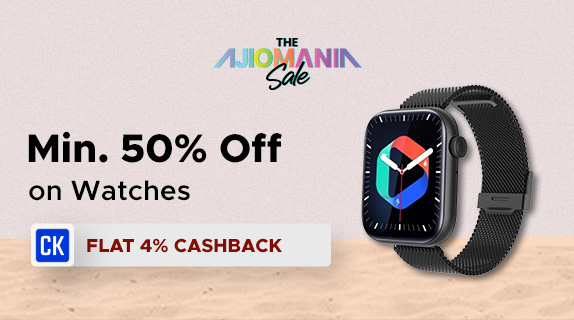 THE
AJIOMANIA
Sale
Min. 50% Off
on Watches
CK FLAT 4% CASHBACK